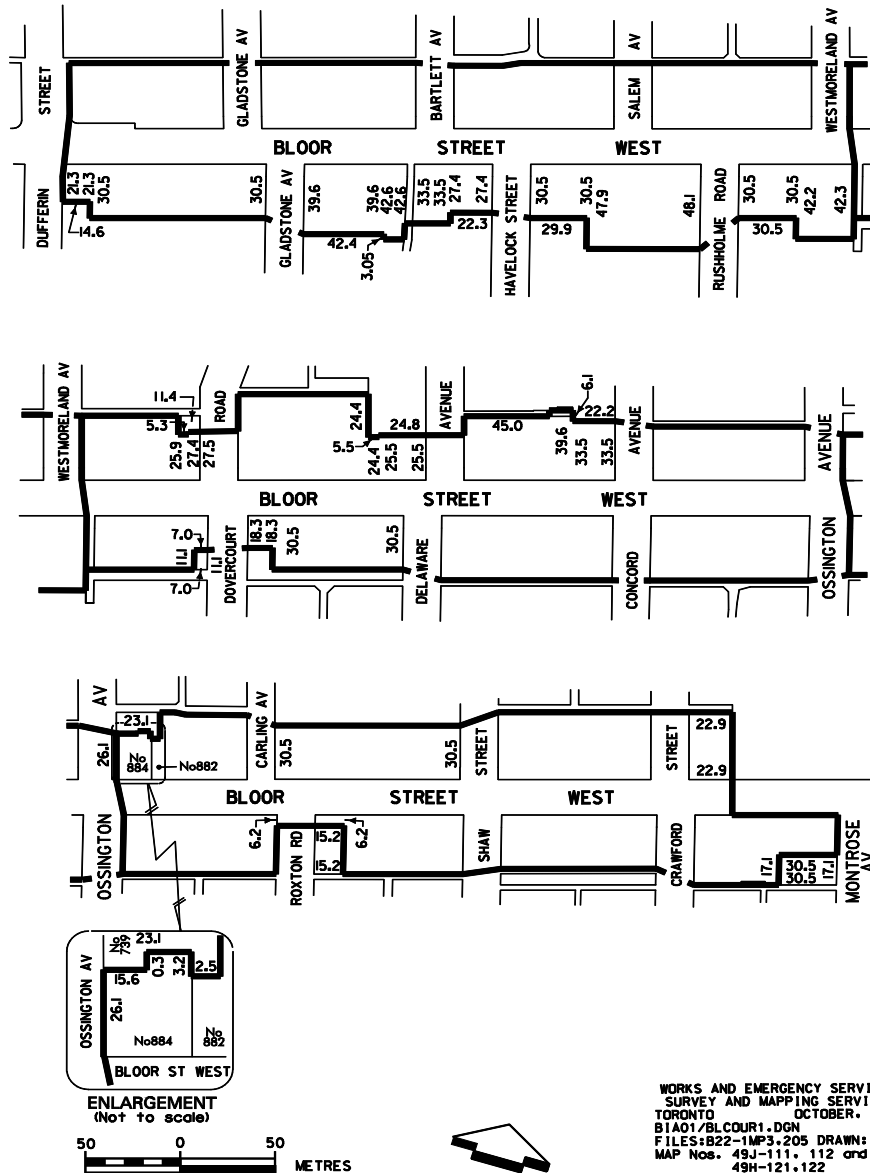 GLADSTONE AV
BARTLETT AV
SALEM AV
WESTMORELAND AV
STREET
BLOOR STREET WEST
DUFFERIN
21.3
21.3
30.5
14.6
30.5
GLADSTONE AV
39.6
42.4
3.05
39.6
42.6
42.6
33.5
33.5
27.4
22.3
27.4
HAVELOCK STREET
30.5
29.9
30.5
47.9
48.1
RUSHHOLME ROAD
30.5
30.5
30.5
42.2
42.3
WESTMORELAND AV
11.4
5.3
25.9
27.4
27.5
ROAD
24.4
5.5
24.8
24.4
25.5
25.5
AVENUE
45.0
6.1
22.2
39.6
33.5
33.5
AVENUE
AVENUE
BLOOR STREET WEST
7.0
11.1
11.1
7.0
DOVERCOURT
18.3
18.3
30.5
30.5
DELAWARE
CONCORD
OSSINGTON
AV
23.1
26.1
No
884
No882
CARLING AV
30.5
30.5
STREET
STREET
22.9
22.9
BLOOR STREET WEST
OSSINGTON
6.2
ROXTON RD
15.2
15.2
6.2
SHAW
CRAWFORD
17.1
30.5
30.5
17.1
MONTROSE
AV
No
739
23.1
OSSINGTON AV
15.6
0.3
3.2
2.5
26.1
No884
No
882
BLOOR ST WEST
ENLARGEMENT
(Not to scale)
50 0 50
METRES
WORKS AND EMERGENCY SERVI
SURVEY AND MAPPING SERVI
TORONTO OCTOBER.
BIA01/BLCOUR1.DGN
FILES:B22-1MP3.205 DRAWN:
MAP Nos. 49J-111. 112 and
49H-121.122